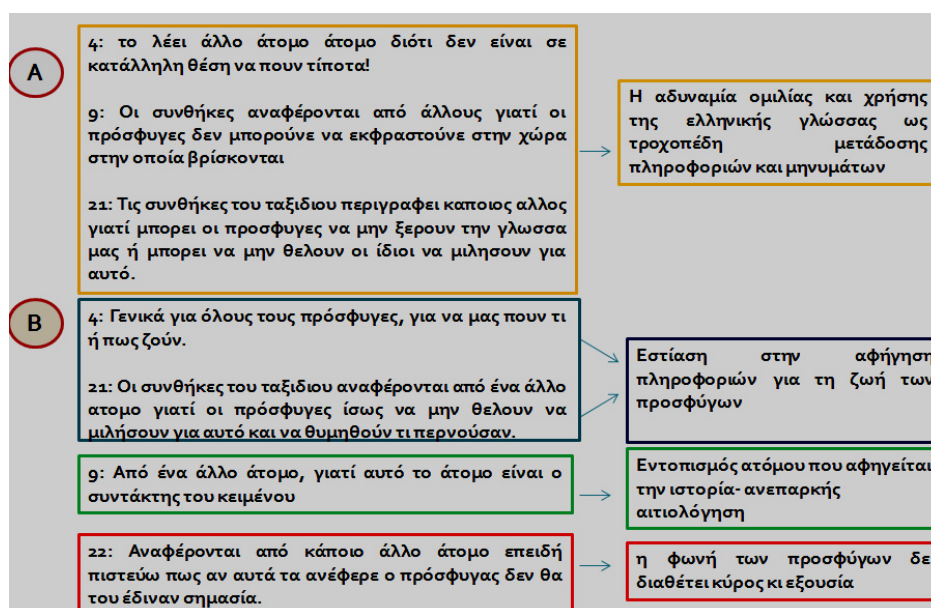 A
4: το λέει άλλο άτομο άτομο διότι δεν είναι σε
κατάλληλη θέση να πουν τίποτα!
9: Οι συνθήκες αναφέρονται από άλλους γιατί οι
πρόσφυγες δεν μπορούνε να εκφραστούνε στην χώρα
στην οποία βρίσκονται
21: Τις συνθήκες του ταξιδιου περιγραφει καποιος αλλος
γιατί μπορει οι προσφυγες να μην ξερουν την γλωσσα
μας ή μπορει να μην θελουν οι ίδιοι να μιλησουν για
αυτό.
Η αδυναμία ομιλίας και χρήσης
της ελληνικής γλώσσας ως
τροχοπέδη μετάδοσης
πληροφοριών και μηνυμάτων
B
4: Γενικά για όλους τους πρόσφυγες, για να μας πουν τι
ή πως ζούν.
21: Οι συνθήκες του ταξιδιου αναφέρονται από ένα άλλο
ατομο γιατί οι πρόσφυγες ίσως να μην θελουν να
μιλήσουν για αυτό και να θυμηθούν τι περνούσαν.
Εστίαση στην αφήγηση
πληροφοριών για τη ζωή των
προσφύγων
9: Από ένα άλλο άτομο, γιατί αυτό το άτομο είναι ο
συντάκτης του κειμένου
Εντοπισμός ατόμου που αφηγείται
την ιστορία- ανεπαρκής
αιτιολόγηση
22: Αναφέρονται από κάποιο άλλο άτομο επειδή
πιστεύω πως αν αυτά τα ανέφερε ο πρόσφυγας δεν θα
του έδιναν σημασία.
η φωνή των προσφύγων δε
διαθέτει κύρος κι εξουσία